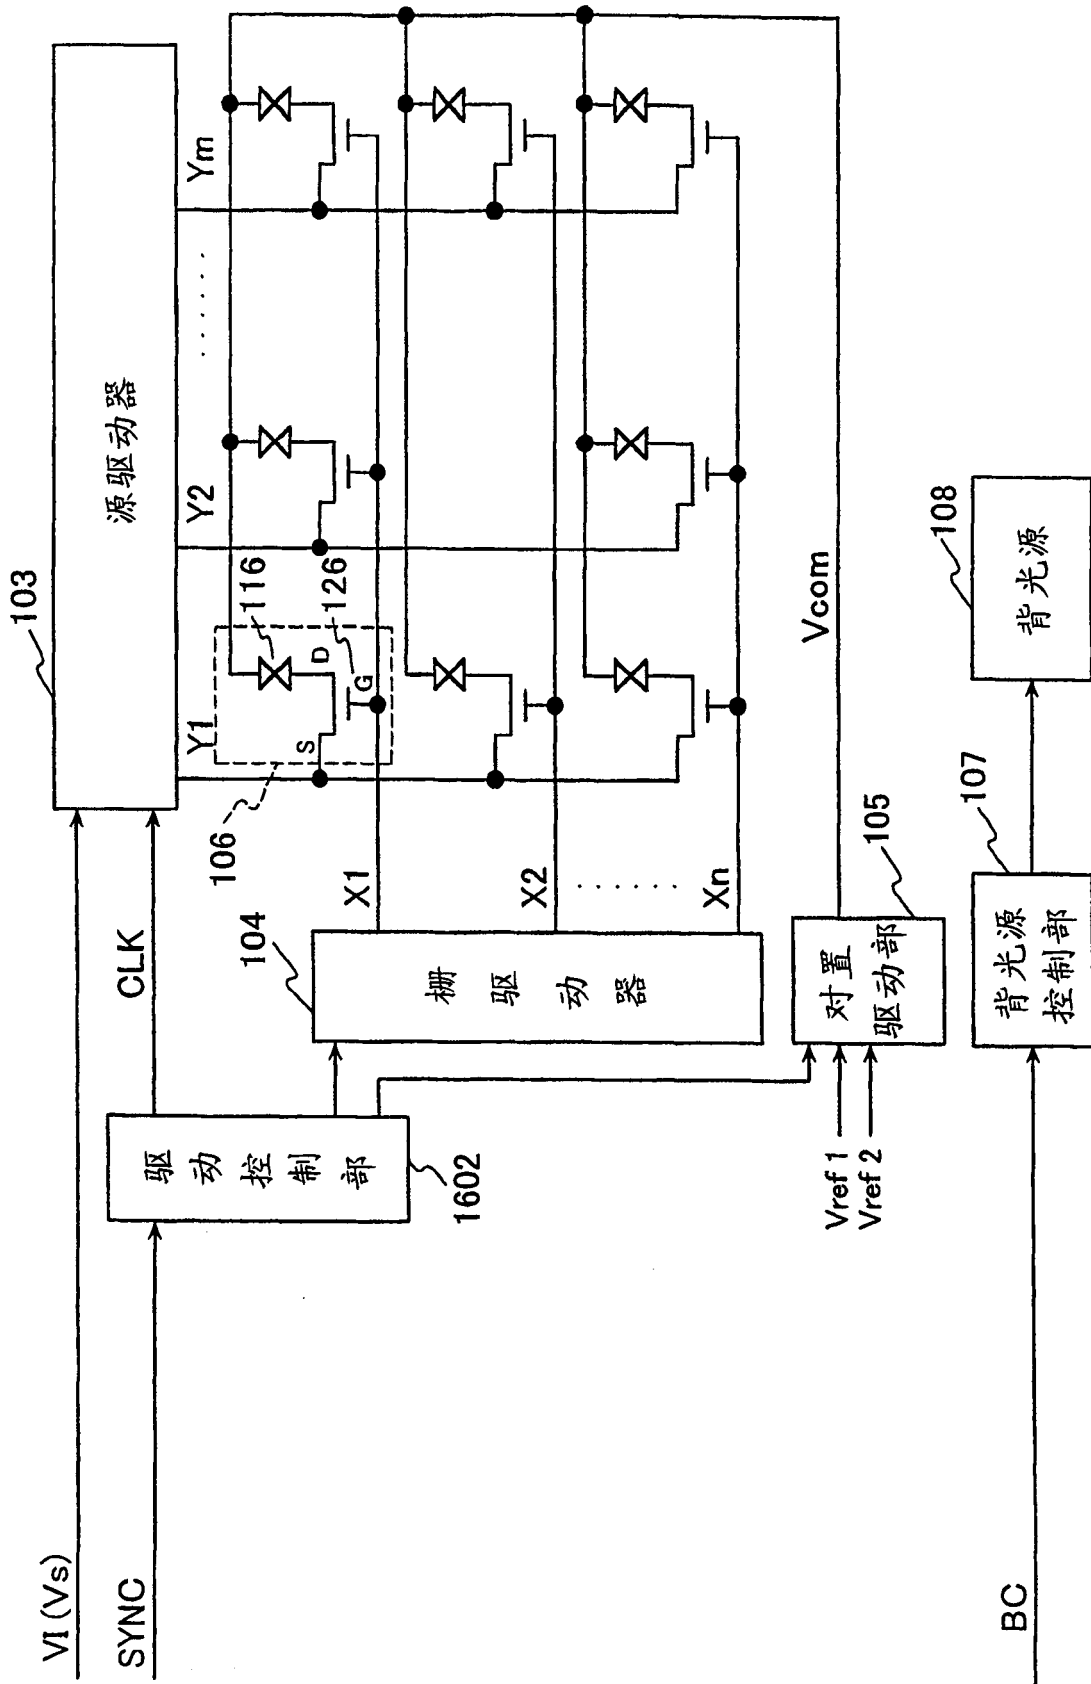 VI(Vs)
SYNC
CLK
103
源驱动器
Y1
Y2
......
Ym
106
116
126
S
D
G
驱动控制部
1602
104
栅驱动器
X1
X2
......
Xn
Vref 1
Vref 2
对置
驱动部
105
Vcom
BC
背光源
控制部
107
背光源
108